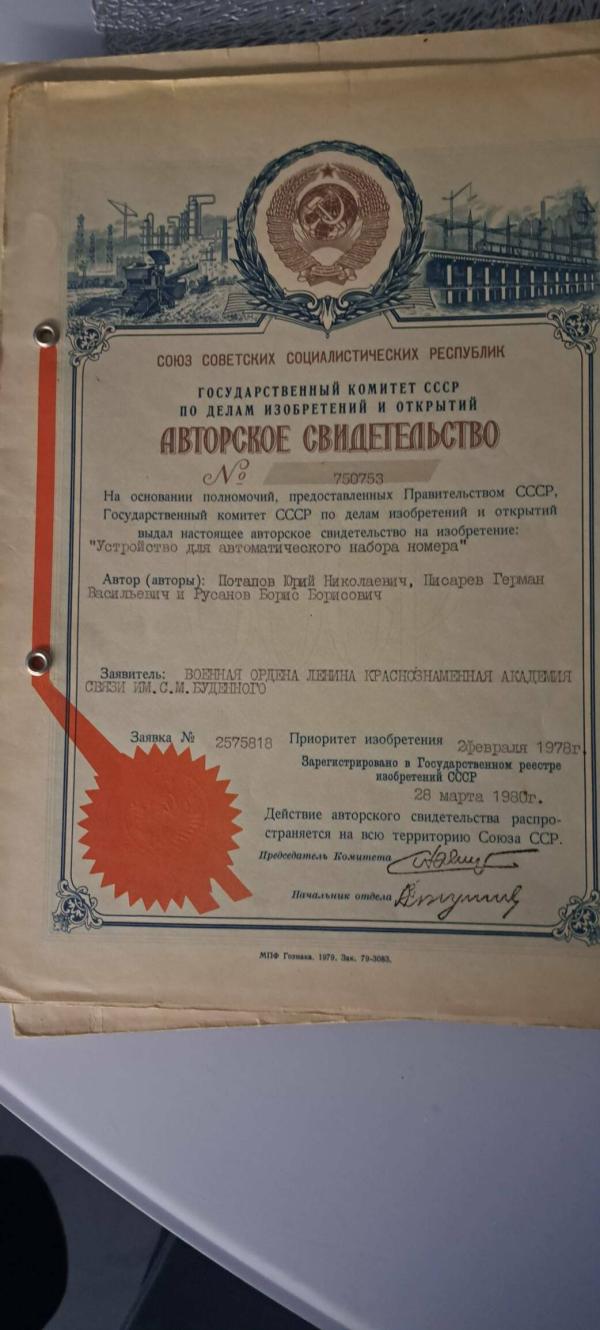 СОЮЗ СОВЕТСКИХ СОЦИАЛИСТИЧЕСКИХ РЕСПУБЛИК
ГОСУДАРСТВЕННЫЙ КОМИТЕТ СССР
ПО ДЕЛАМ ИЗОБРЕТЕНИЙ И ОТКРЫТИЙ
АВТОРСКОЕ СВИДЕТЕЛЬСТВО
№ 750753
На основании полномочий, предоставленных Правительством СССР,
Государственный комитет СССР по делам изобретений и открытий
выдал настоящее авторское свидетельство на изобретение:
"Устройство для автоматического набора номера"
Автор (авторы): Потапов Юрий Николаевич, Писарев Герман
Васильевич и Русанов Борис Борисович
Заявитель: ВОЕННАЯ ОРДЕНА ЛЕНИНА КРАСНОЗНАМЕННАЯ АКАДЕМИЯ
СВЯЗИ ИМ.С.М.БУДЕННОГО
Заявка № 2575818 Приоритет изобретения 2февраля 1978г.
Зарегистрировано в Государственном реестре
изобретений СССР
28 марта 1980г.
Действие авторского свидетельства распро-
страняется на всю территорию Союза ССР.
Председатель Комитета
Начальник отдела
МПФ Гознака. 1979. Зак. 79-3083.